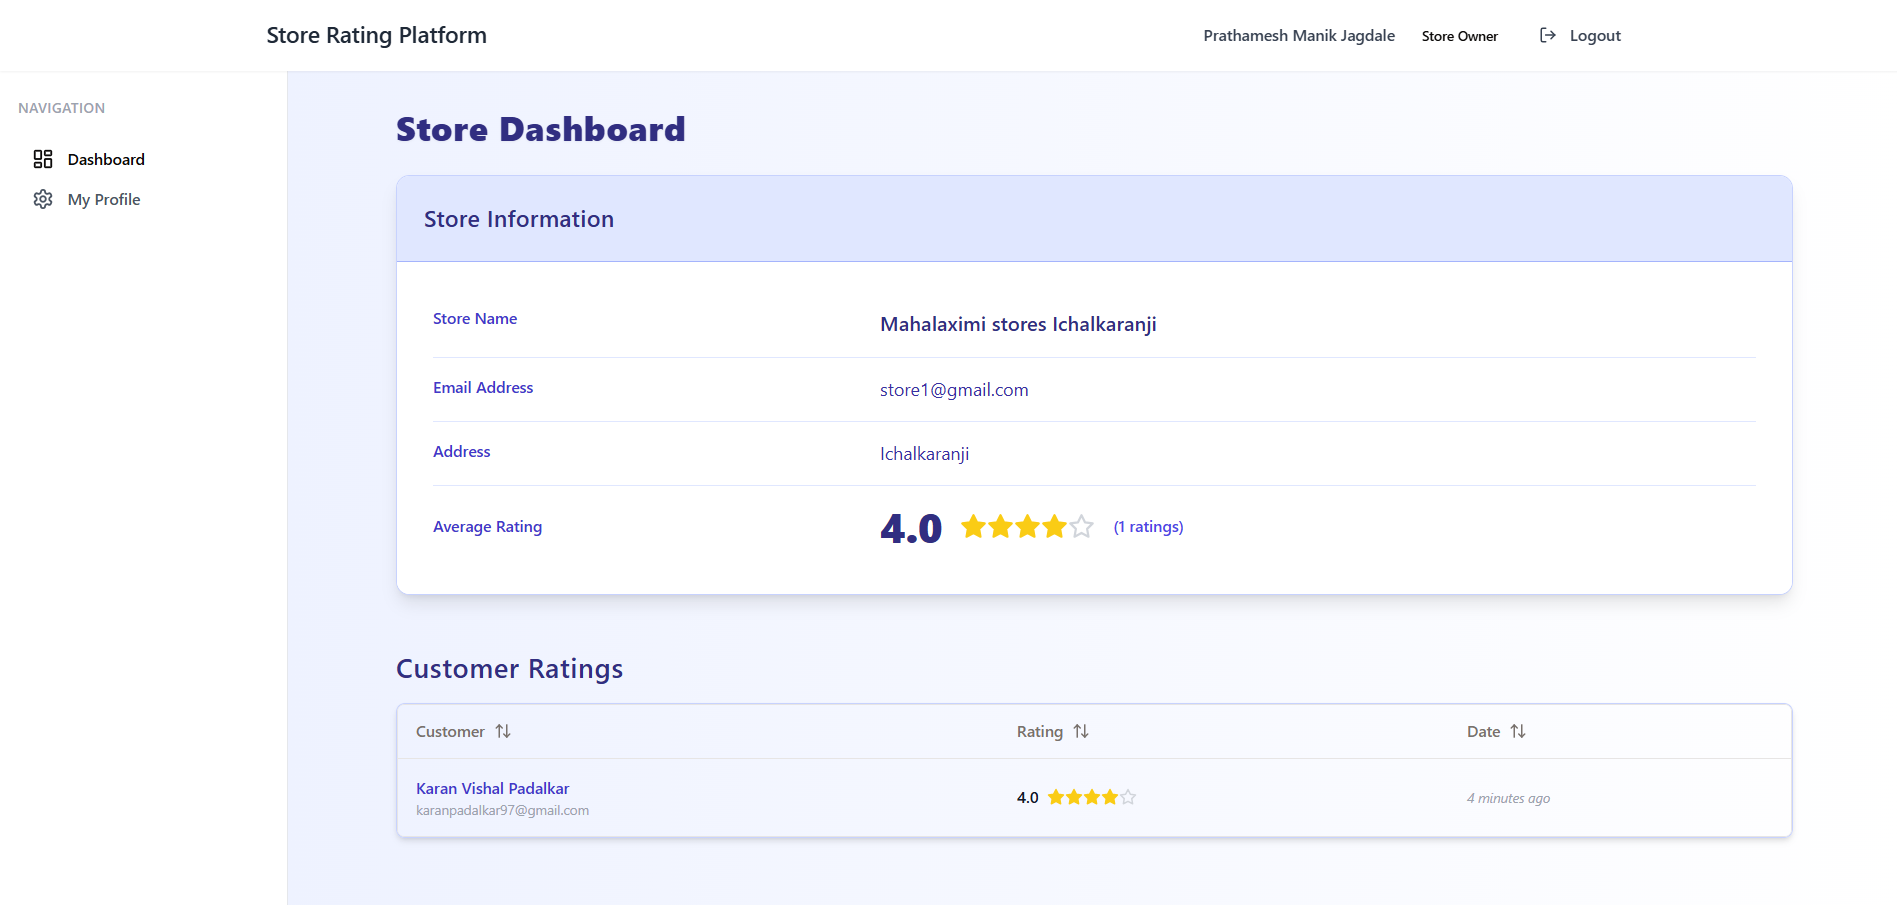 Store Rating Platform
Prathamesh Manik Jagdale Store Owner Logout
NAVIGATION
Dashboard
My Profile
Store Dashboard
Store Information
Store Name Mahalaximi stores Ichalkaranji
Email Address store1@gmail.com
Address Ichalkaranji
Average Rating 4.0 (1 ratings)
Customer Ratings
Customer Rating Date
Karan Vishal Padalkar
karanpadalkar97@gmail.com
4.0 4 minutes ago